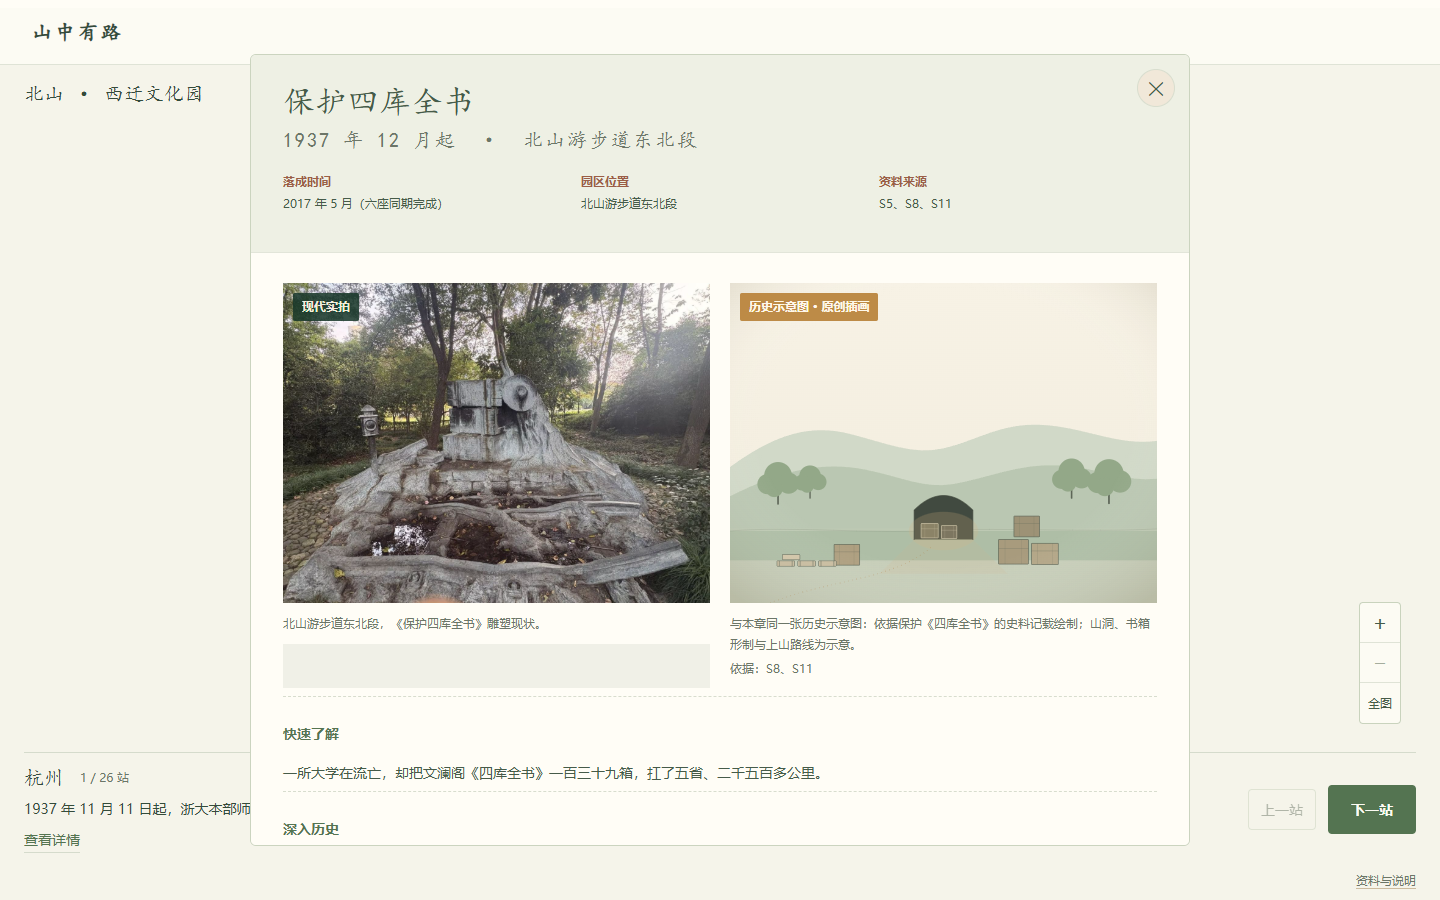 山中有路
北山 • 西迁文化园
保护四库全书
1937 年 12 月起 • 北山游步道东北段
落成时间
2017 年 5 月（六座同期完成）
园区位置
北山游步道东北段
资料来源
S5、S8、S11
现代实拍
历史示意图 • 原创插画
北山游步道东北段，《保护四库全书》雕塑现状。
与本章同一张历史示意图：依据保护《四库全书》的史料记载绘制；山洞、书箱
形制与上山路线为示意。
依据：S8、S11
快速了解
一所大学在流亡，却把文澜阁《四库全书》一百三十九箱，扛了五省、二千五百多公里。
深入历史
+
−
全图
杭州 1 / 26 站
1937 年 11 月 11 日起，浙大本部师
查看详情
上一站
下一站
资料与说明